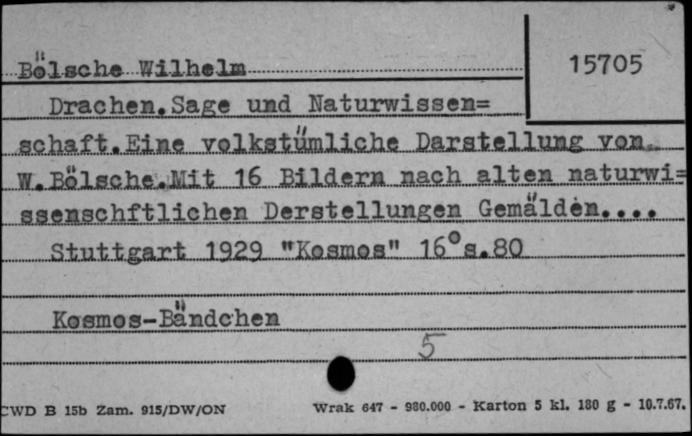 Bölsche Wilhelm
15705
Drachen.Sage und Naturwissen=
schaft.Eine volkstümliche Darstellung von
W.Bölsche.Mit 16 Bildern nach alten naturwi=
ssenschftlichen Derstellungen Gemälden....
Stuttgart 1929 "Kosmos" 16° s.80
Kosmos-Bändchen
5
CWD B 15b Zam. 915/DW/ON
Wrak 647 - 980.000 - Karton 5 kl. 180 g - 10.7.67.